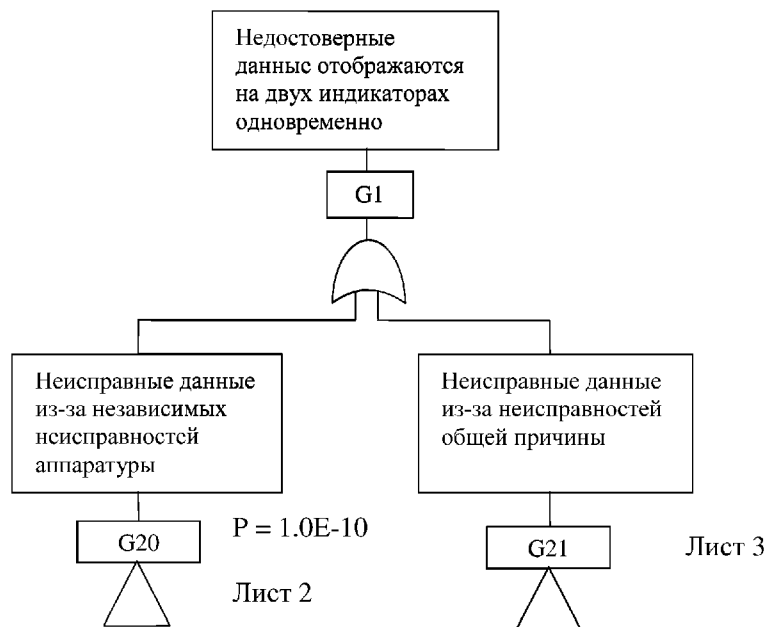 Недостоверные
данные отображаются
на двух индикаторах
одновременно
G1
Неисправные данные
из-за независимых
неисправностей
аппаратуры
Неисправные данные
из-за неисправностей
общей причины
G20
P = 1.0E-10
Лист 2
G21
Лист 3